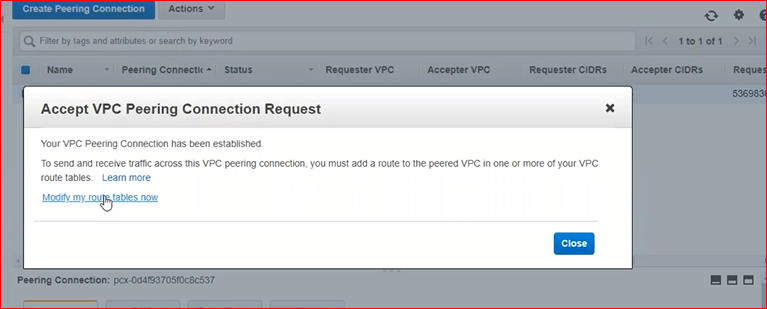 Create Peering Connection Actions
Filter by tags and attributes or search by keyword 1 to 1 of 1
Name Peering Connectic Status Requester VPC Accepter VPC Requester CIDRs Accepter CIDRs Reques
Accept VPC Peering Connection Request
536983
Your VPC Peering Connection has been established.
To send and receive traffic across this VPC peering connection, you must add a route to the peered VPC in one or more of your VPC
route tables. Learn more
Modify my route tables now
Close
Peering Connection: pcx-0d4f93705f0c8c537